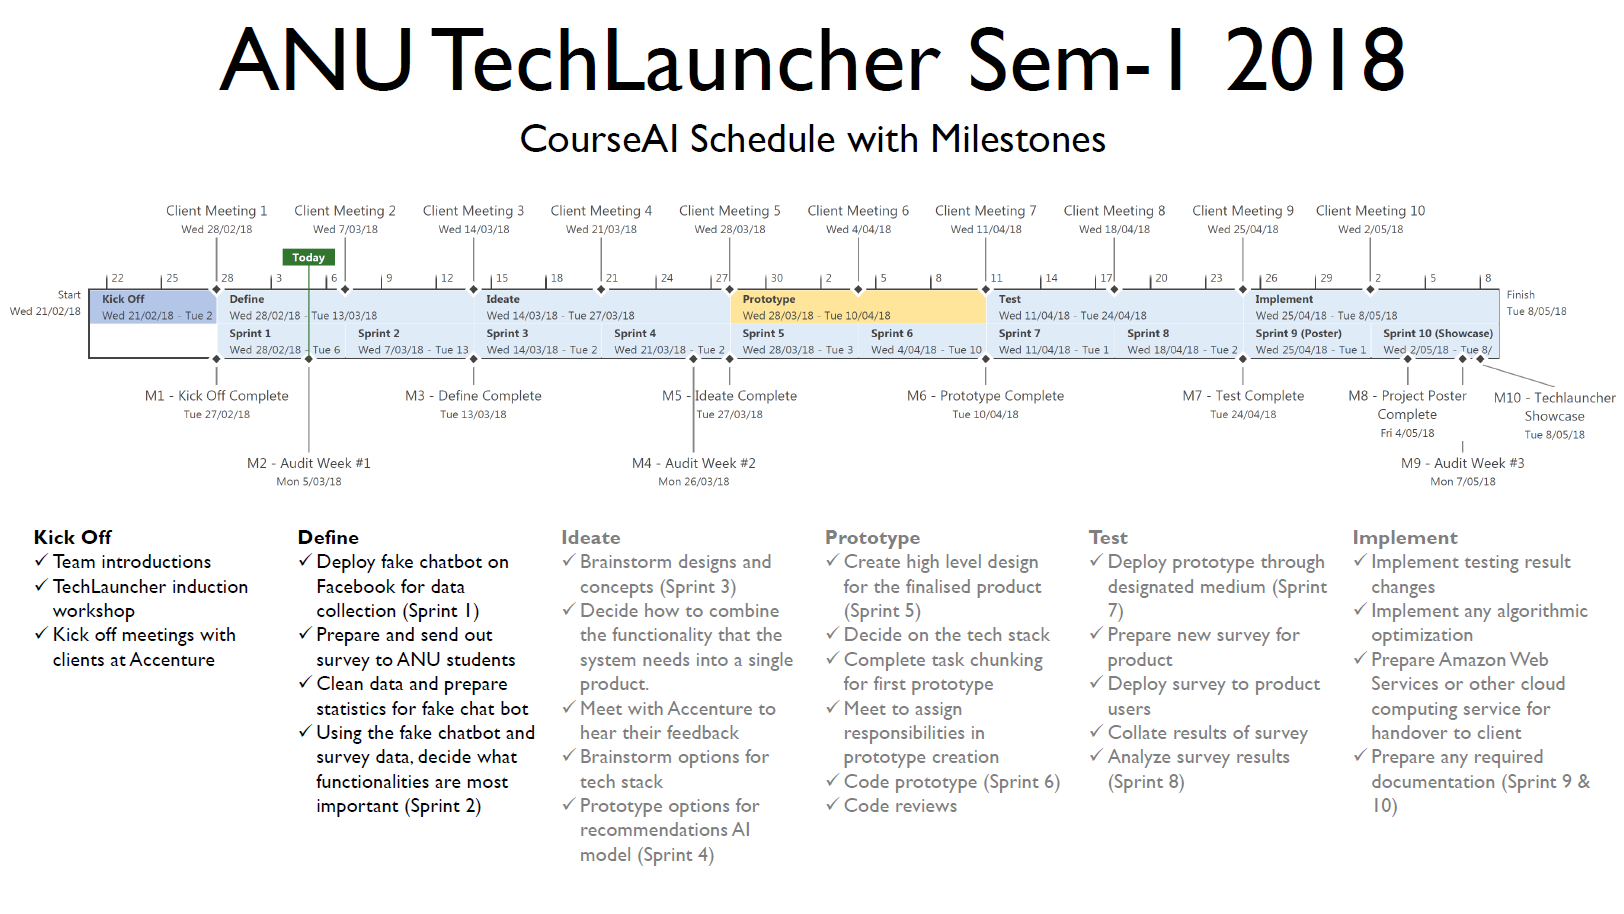 ANU TechLauncher Sem-1 2018
CourseAI Schedule with Milestones
Client Meeting 1 Client Meeting 2 Client Meeting 3 Client Meeting 4 Client Meeting 5 Client Meeting 6 Client Meeting 7 Client Meeting 8 Client Meeting 9 Client Meeting 10
Wed 28/02/18 Wed 7/03/18 Wed 14/03/18 Wed 21/03/18 Wed 28/03/18 Wed 4/04/18 Wed 11/04/18 Wed 18/04/18 Wed 25/04/18 Wed 2/05/18
Today
22 25 28 3 6 9 12 15 18 21 24 27 30 2 5 8 11 14 17 20 23 26 29 2 5 8
Start
Wed 21/02/18
Kick Off Define Ideate Prototype Test Implement
Wed 21/02/18 - Tue 2 Wed 28/02/18 - Tue 13/03/18 Wed 14/03/18 - Tue 27/03/18 Wed 28/03/18 - Tue 10/04/18 Wed 11/04/18 - Tue 24/04/18 Wed 25/04/18 - Tue 8/05/18
Finish
Tue 8/05/18
Sprint 1 Sprint 2 Sprint 3 Sprint 4 Sprint 5 Sprint 6 Sprint 7 Sprint 8 Sprint 9 (Poster) Sprint 10 (Showcase)
Wed 28/02/18 - Tue 6 Wed 7/03/18 - Tue 13 Wed 14/03/18 - Tue 2 Wed 21/03/18 - Tue 2 Wed 28/03/18 - Tue 3 Wed 4/04/18 - Tue 10 Wed 11/04/18 - Tue 1 Wed 18/04/18 - Tue 2 Wed 25/04/18 - Tue 1 Wed 2/05/18 - Tue 8/
M1 - Kick Off Complete
Tue 27/02/18
M3 - Define Complete
Tue 13/03/18
M5 - Ideate Complete
Tue 27/03/18
M6 - Prototype Complete
Tue 10/04/18
M7 - Test Complete
Tue 24/04/18
M8 - Project Poster
Complete
Fri 4/05/18
M10 - Techlauncher
Showcase
Tue 8/05/18
M2 - Audit Week #1
Mon 5/03/18
M4 - Audit Week #2
Mon 26/03/18
M9 - Audit Week #3
Mon 7/05/18
Kick Off
✓ Team introductions
✓ TechLauncher induction
workshop
✓ Kick off meetings with
clients at Accenture
Define
✓ Deploy fake chatbot on
Facebook for data
collection (Sprint 1)
✓ Prepare and send out
survey to ANU students
✓ Clean data and prepare
statistics for fake chat bot
✓ Using the fake chatbot and
survey data, decide what
functionalities are most
important (Sprint 2)
Ideate
✓ Brainstorm designs and
concepts (Sprint 3)
✓ Decide how to combine
the functionality that the
system needs into a single
product.
✓ Meet with Accenture to
hear their feedback
✓ Brainstorm options for
tech stack
✓ Prototype options for
recommendations AI
model (Sprint 4)
Prototype
✓ Create high level design
for the finalised product
(Sprint 5)
✓ Decide on the tech stack
✓ Complete task chunking
for first prototype
✓ Meet to assign
responsibilities in
prototype creation
✓ Code prototype (Sprint 6)
✓ Code reviews
Test
✓ Deploy prototype through
designated medium (Sprint
7)
✓ Prepare new survey for
product
✓ Deploy survey to product
users
✓ Collate results of survey
✓ Analyze survey results
(Sprint 8)
Implement
✓ Implement testing result
changes
✓ Implement any algorithmic
optimization
✓ Prepare Amazon Web
Services or other cloud
computing service for
handover to client
✓ Prepare any required
documentation (Sprint 9 &
10)